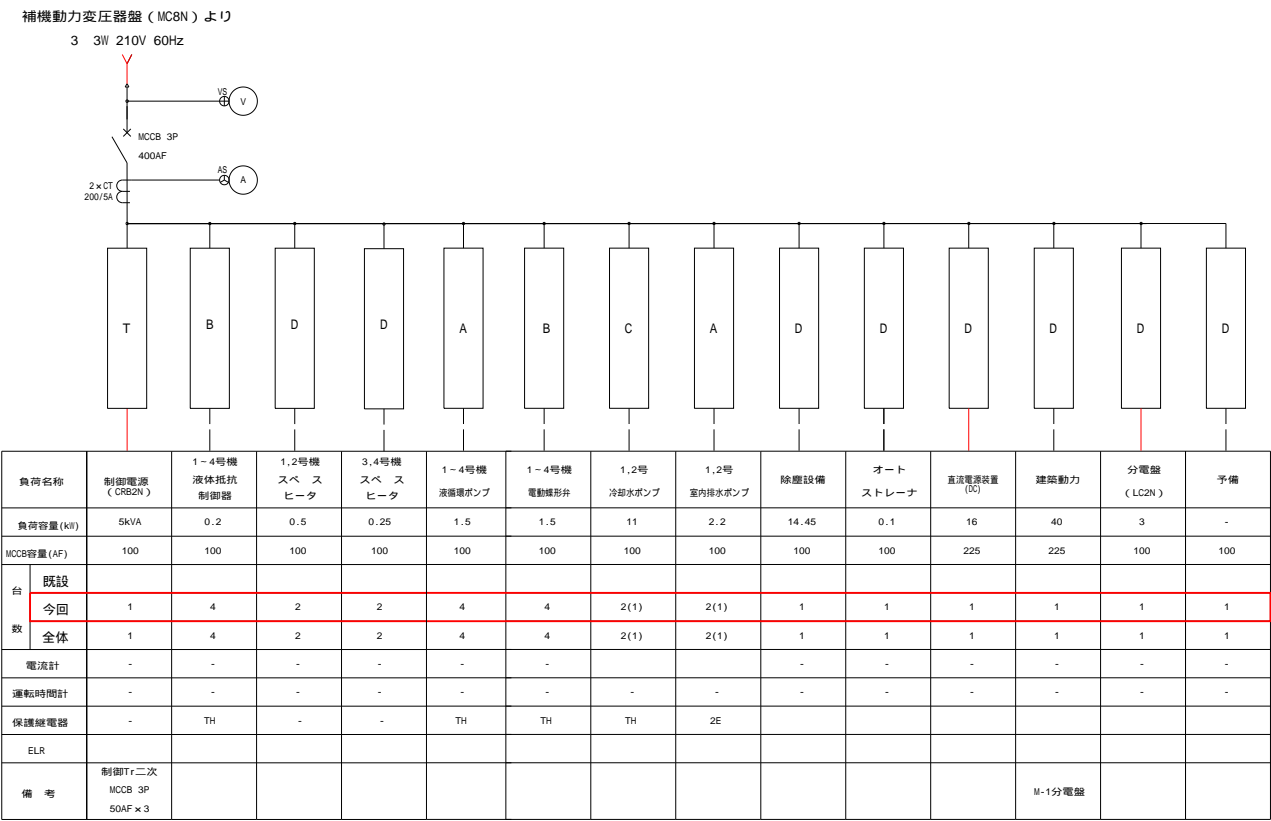 補機動力変圧器盤（MC8N）より
3 3W 210V 60Hz
VS
V
MCCB 3P
400AF
AS
A
2×CT
200/5A
T B D D A B C A D D D D D D
負荷名称
制御電源
（CRB2N）
1～4号機
液体抵抗
制御器
1,2号機
スペース
ヒータ
3,4号機
スペース
ヒータ
1～4号機
液循環ポンプ
1～4号機
電動蝶形弁
1,2号
冷却水ポンプ
1,2号
室内排水ポンプ
除塵設備
オート
ストレーナ
直流電源装置
(DC)
建築動力
分電盤
（LC2N）
予備
負荷容量(kW) 5kVA 0.2 0.5 0.25 1.5 1.5 11 2.2 14.45 0.1 16 40 3 -
MCCB容量(AF) 100 100 100 100 100 100 100 100 100 100 225 225 100 100
台数
既設
今回 1 4 2 2 4 4 2(1) 2(1) 1 1 1 1 1 1
全体 1 4 2 2 4 4 2(1) 2(1) 1 1 1 1 1 1
電流計 - - - - - - - - - - - -
運転時間計 - - - - - - - - - - - - - -
保護継電器 - TH - - TH TH TH 2E
ELR
備 考
制御Tr二次
MCCB 3P
50AF×3
M-1分電盤